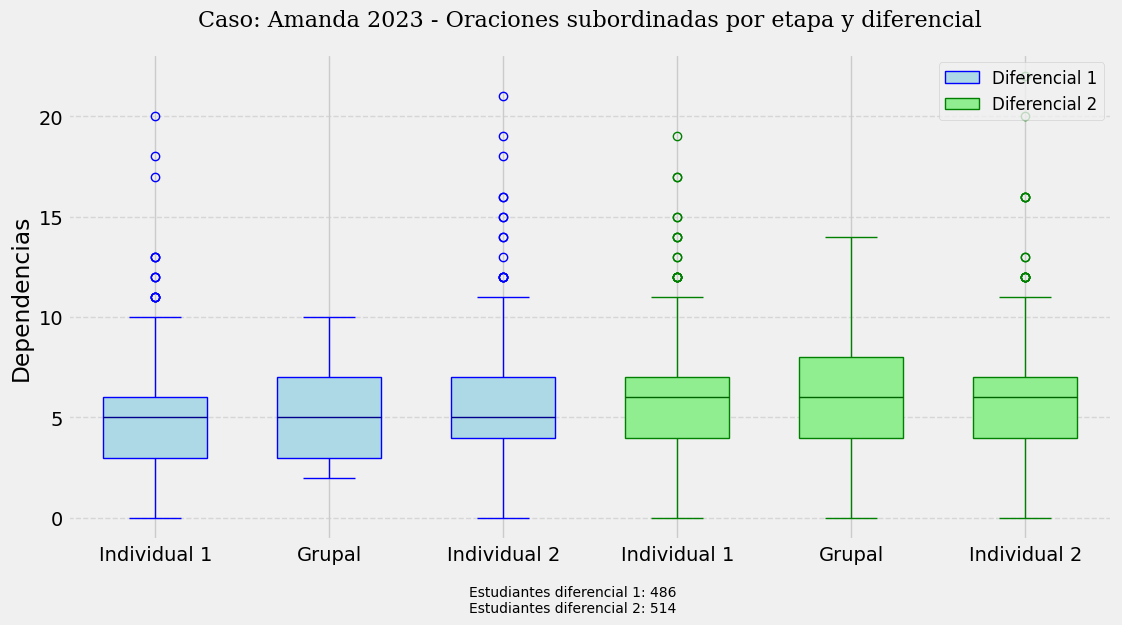 Caso: Amanda 2023 - Oraciones subordinadas por etapa y diferencial
Diferencial 1
Diferencial 2
Dependencias
20
15
10
5
0
Individual 1
Grupal
Individual 2
Individual 1
Grupal
Individual 2
Estudiantes diferencial 1: 486
Estudiantes diferencial 2: 514